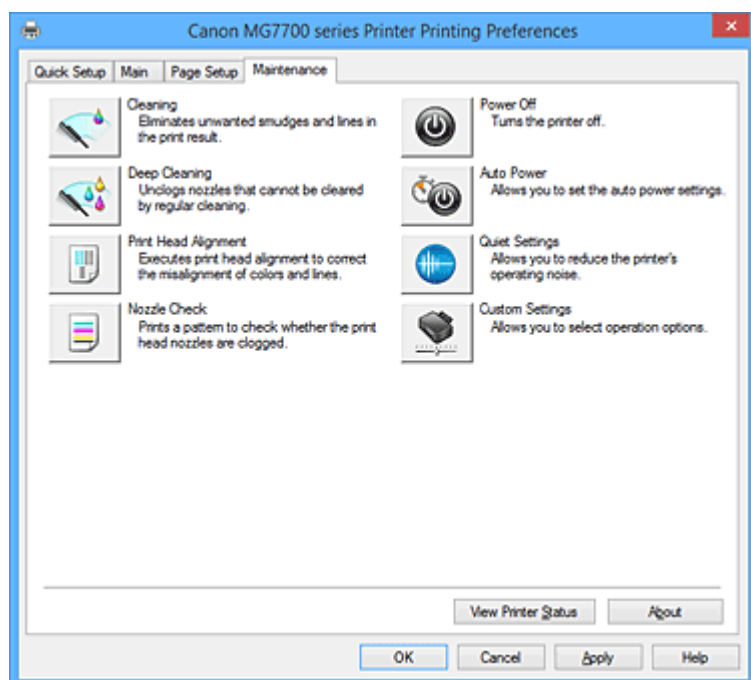 Canon MG7700 series Printer Printing Preferences
Quick Setup Main Page Setup Maintenance
Cleaning
Eliminates unwanted smudges and lines in
the print result.
Deep Cleaning
Unclogs nozzles that cannot be cleared
by regular cleaning.
Print Head Alignment
Executes print head alignment to correct
the misalignment of colors and lines.
Nozzle Check
Prints a pattern to check whether the print
head nozzles are clogged.
Power Off
Turns the printer off.
Auto Power
Allows you to set the auto power settings.
Quiet Settings
Allows you to reduce the printer's
operating noise.
Custom Settings
Allows you to select operation options.
View Printer Status About
OK Cancel Apply Help